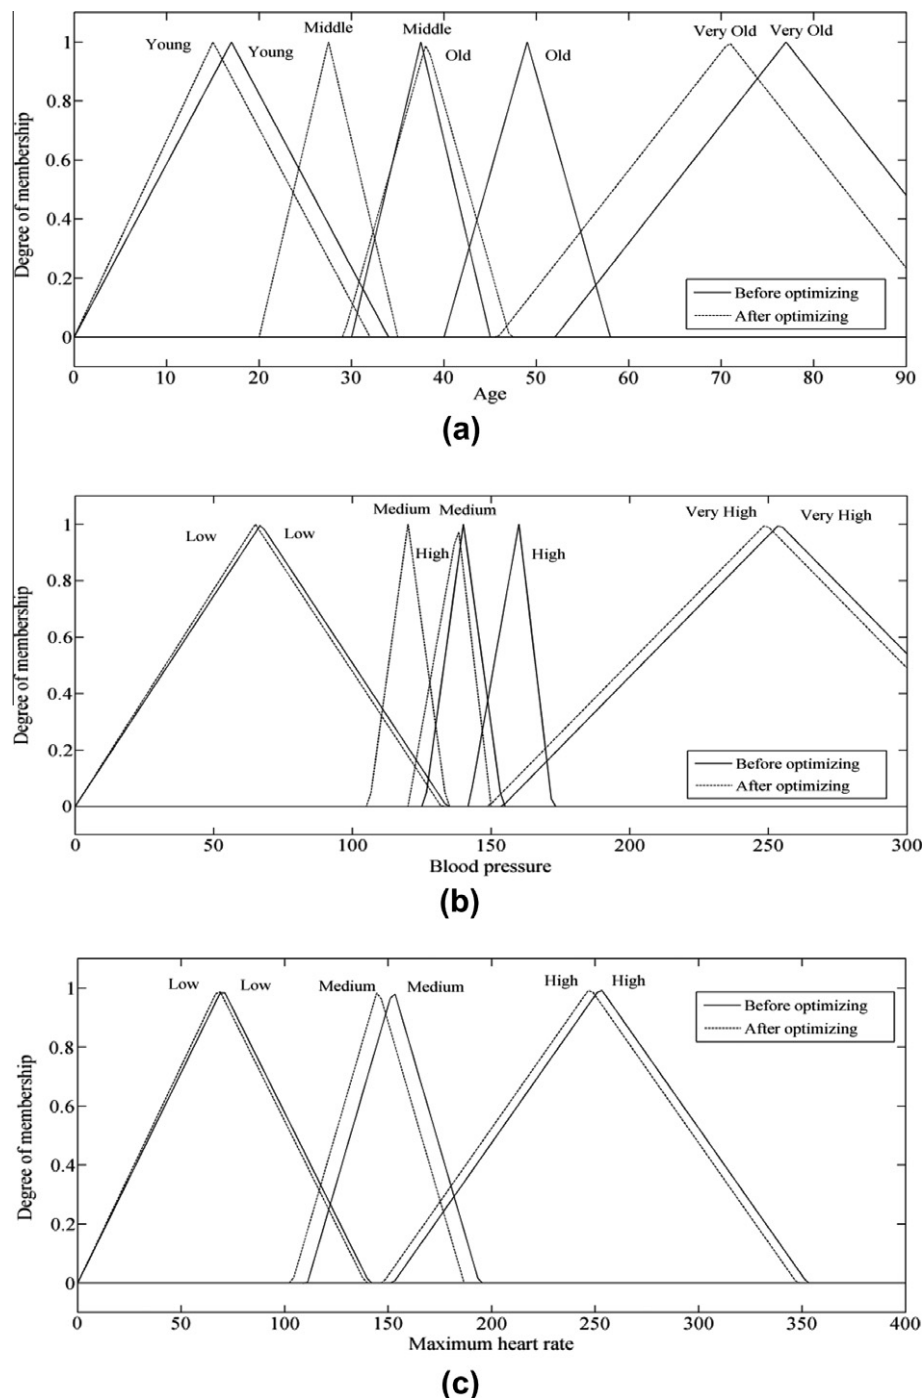 Middle Middle Very Old Very Old
Young Young Old Old
1
0.8
0.6
0.4
0.2
0
Degree of membership
Before optimizing
After optimizing
0 10 20 30 40 50 60 70 80 90
Age
(a)
Medium Medium Very High Very High
Low Low High High
1
0.8
0.6
0.4
0.2
0
Degree of membership
Before optimizing
After optimizing
0 50 100 150 200 250 300
Blood pressure
(b)
Low Low Medium Medium High High
1
0.8
0.6
0.4
0.2
0
Degree of membership
Before optimizing
After optimizing
0 50 100 150 200 250 300 350 400
Maximum heart rate
(c)